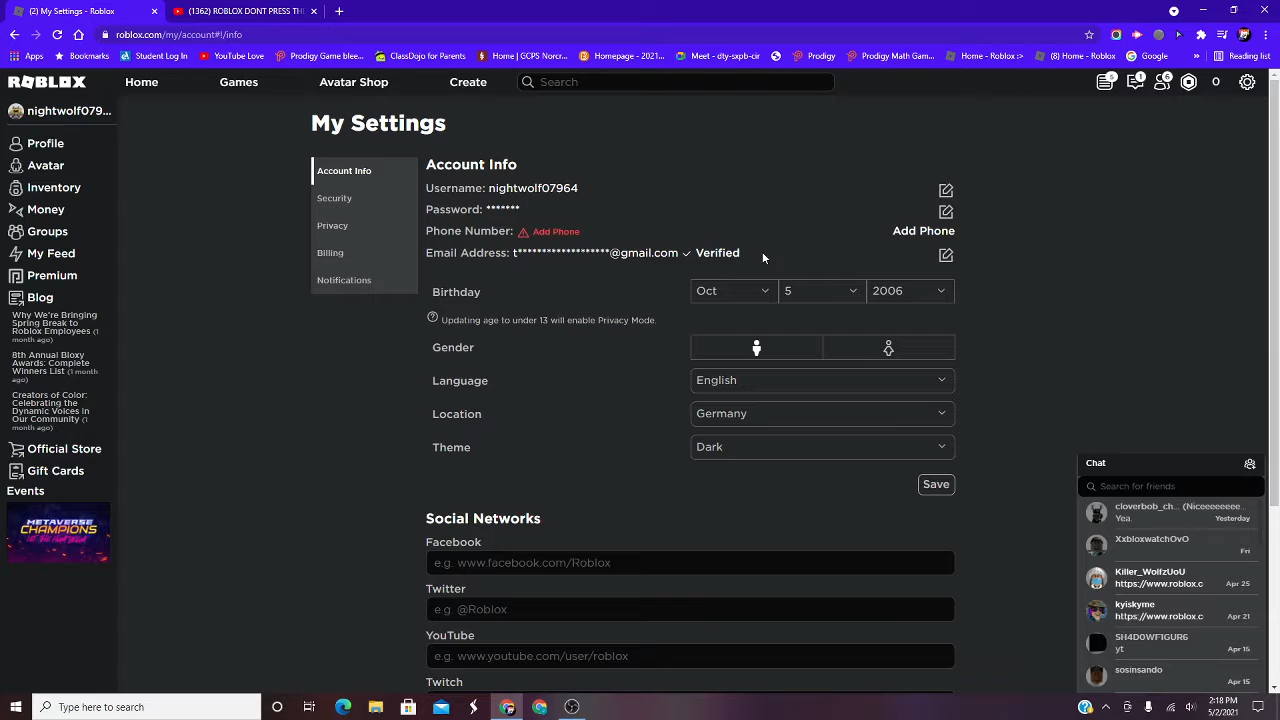 (2) My Settings - Roblox
(1362) ROBLOX DONT PRESS THE
roblox.com/my/account#!/info
Apps
Bookmarks
Student Log In
YouTube Love
Prodigy Game -...
ClassDojo for Teach...
Home | GCPS Norcr...
Homepage - 2021...
Meet - dty-sxpb-cir
Prodigy
Prodigy Math Gam...
Home - Roblox :>
(3) Home - Roblox
Google
Reading list
ROBLOX
Home
Games
Avatar Shop
Create
Search
5
1
6
0
nightwolf079...
Profile
Avatar
Inventory
Money
Groups
My Feed
Premium
Blog
Why We're Bringing
Spring Break to
Roblox Employees (1
month ago)
8th Annual Bloxy
Awards: Complete
Winners List (1 month
ago)
Creators of Color:
Celebrating the
Dynamic Voices in
Our Community (1
month ago)
Official Store
Gift Cards
Events
METAVERSE
CHAMPIONS
My Settings
Account Info
Security
Privacy
Billing
Notifications
Account Info
Username: nightwolf07964
Password: *******
Phone Number: Add Phone
Add Phone
Email Address: t*******************@gmail.com Verified
Birthday
Oct
5
2006
Updating age to under 13 will enable Privacy Mode.
Gender
Language
English
Location
Germany
Theme
Dark
Save
Social Networks
Facebook
e.g. www.facebook.com/Roblox
Twitter
e.g. @Roblox
YouTube
e.g. www.youtube.com/user/roblox
Twitch
Chat
Search for friends
cloverbob_ch... (Niceeeeeeee...
Yea.
Yesterday
XxbloxwatchOvO
Fri
Killer_WolfzUoU
https://www.roblox.c
Apr 25
kyiskyme
https://www.roblox.c
Apr 21
SH4D0WF1GUR6
yt
Apr 15
sosinsando
Apr 15
Type here to search
2:18 PM
5/2/2021